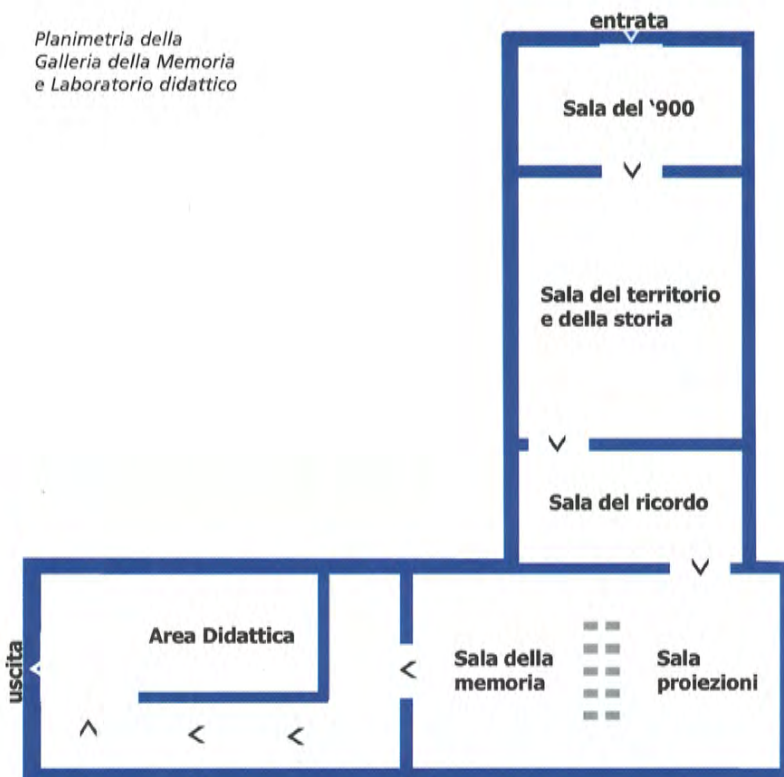 Planimetria della
Galleria della Memoria
e Laboratorio didattico
entrata
Sala del ‘900
Sala del territorio
e della storia
Sala del ricordo
Area Didattica
Sala della
memoria
Sala
proiezioni
uscita